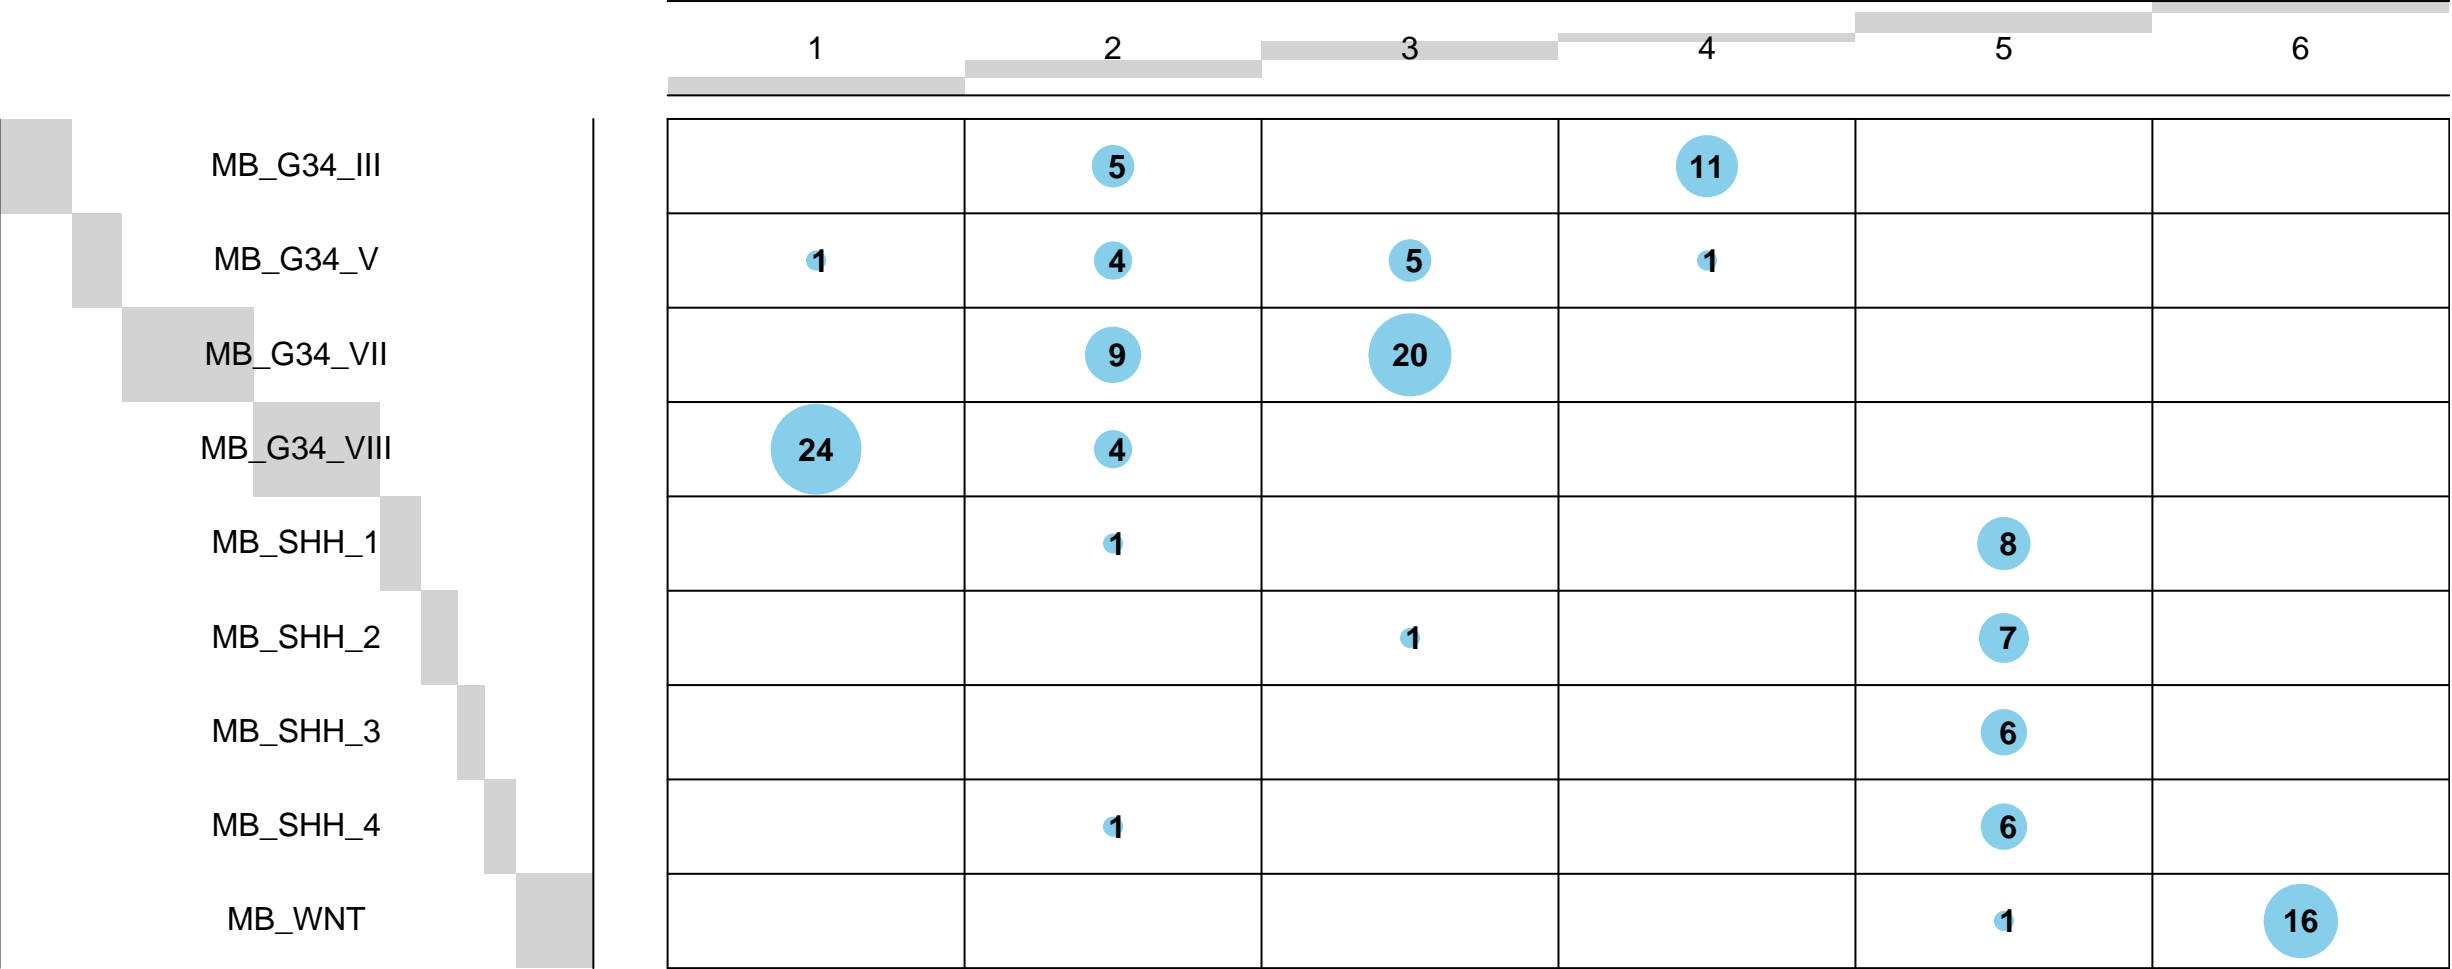 1 2 3 4 5 6
MB_G34_III 5 11
MB_G34_V 1 4 5 1
MB_G34_VII 9 20
MB_G34_VIII 24 4
MB_SHH_1 1 8
MB_SHH_2 1 7
MB_SHH_3 6
MB_SHH_4 1 6
MB_WNT 1 16